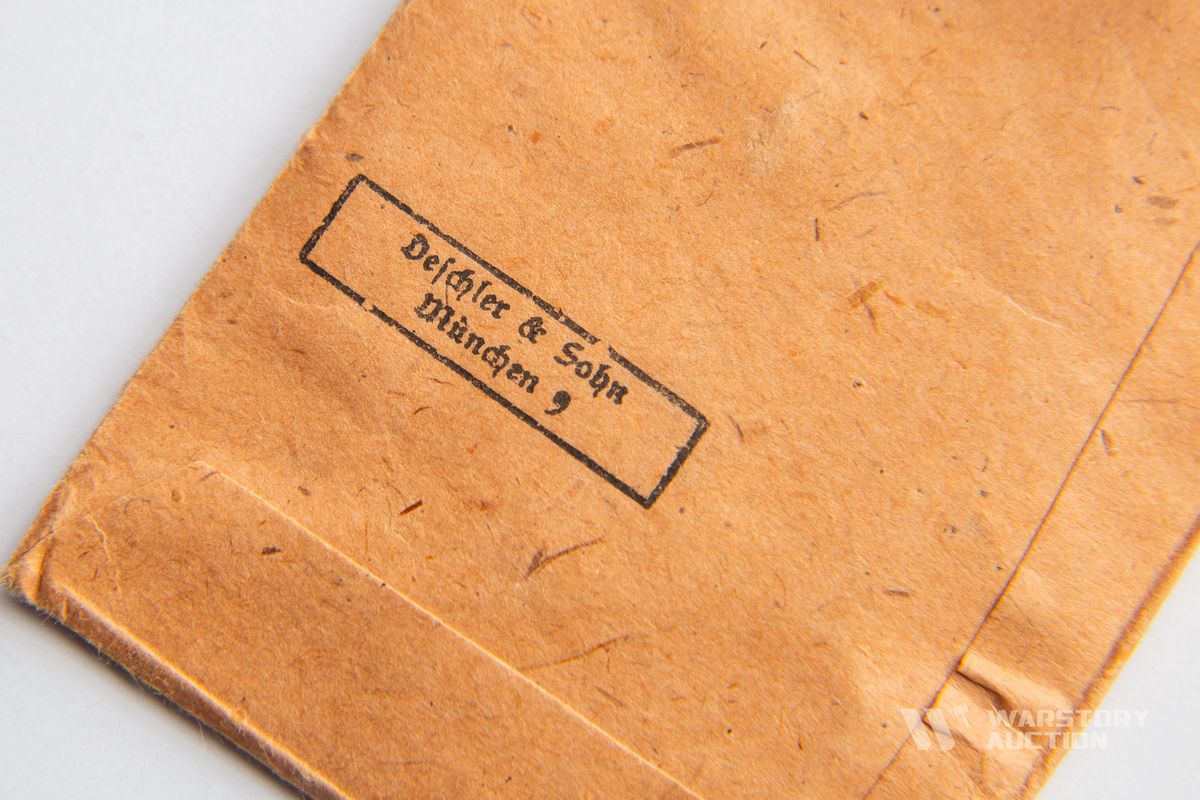 Deschler & Sohn
München 9
WARSTORY
AUCTION